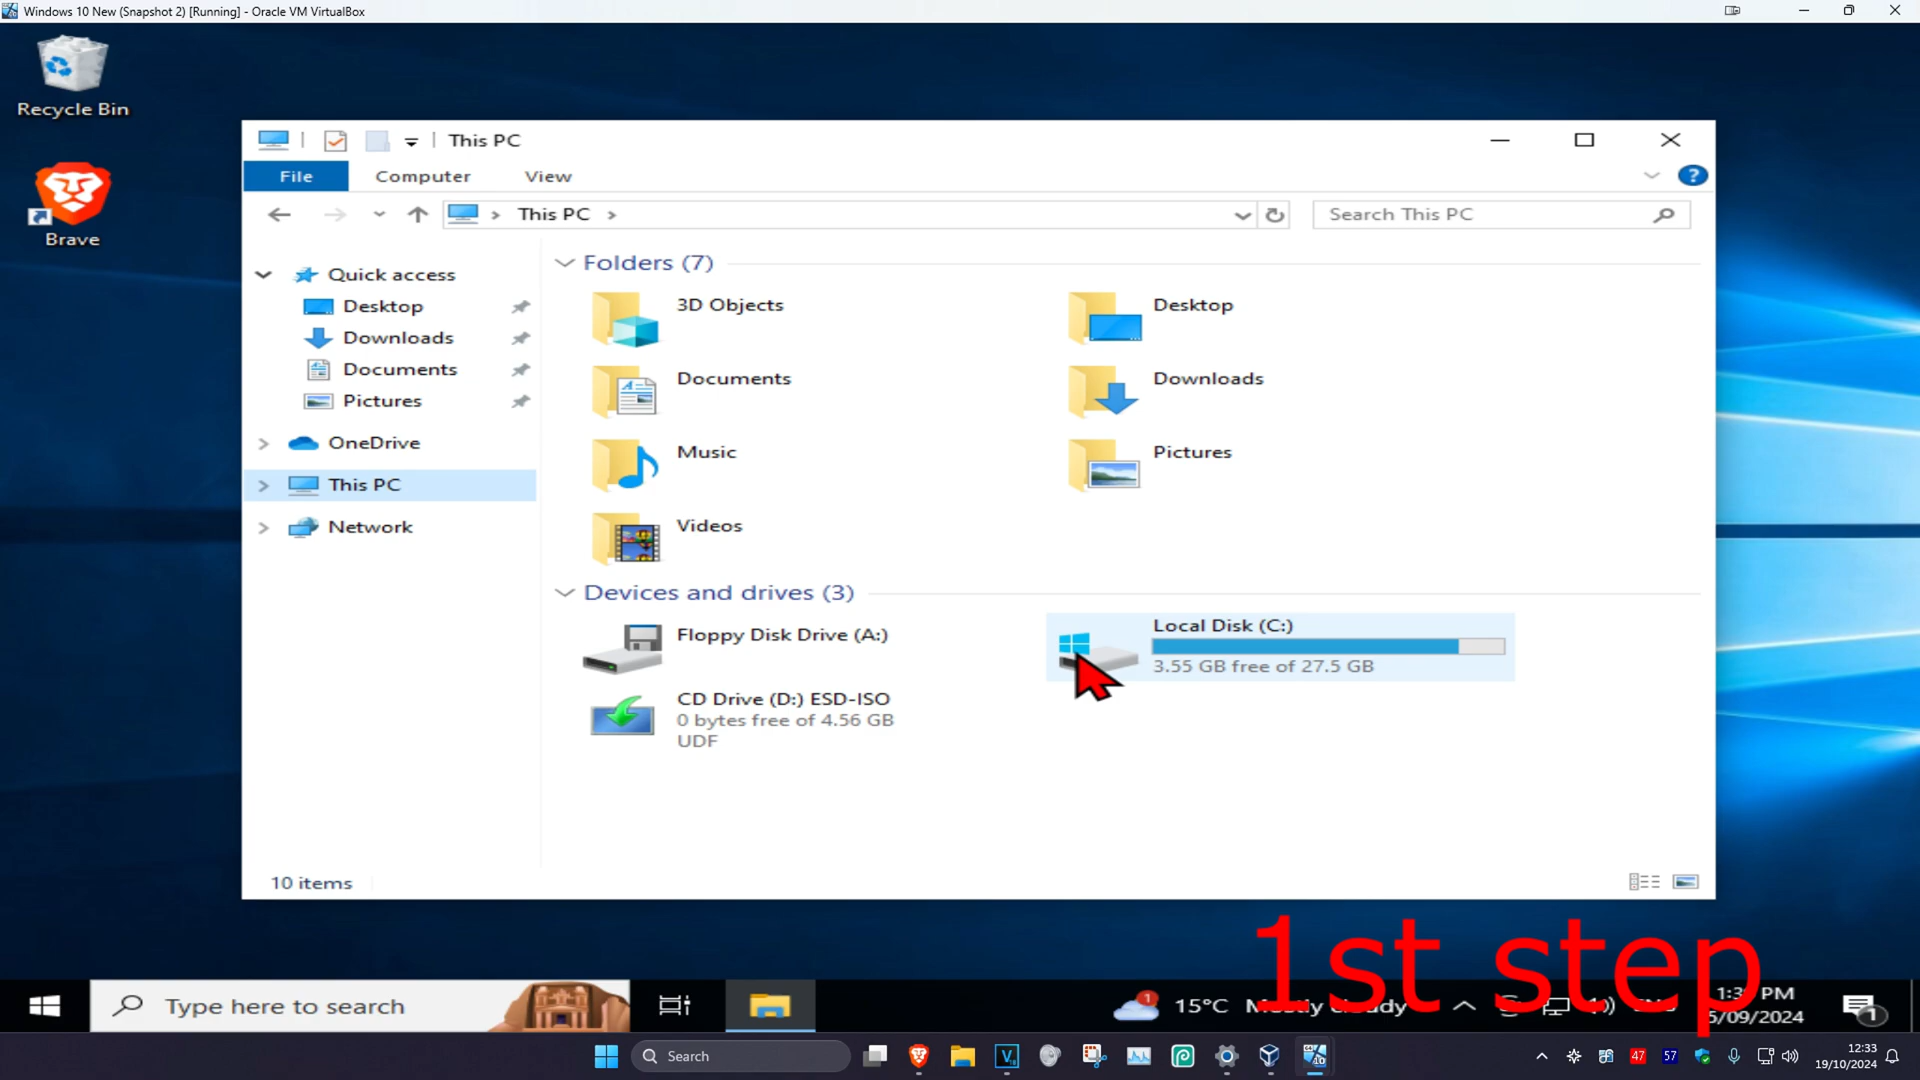 Windows 10 New (Snapshot 2) [Running] - Oracle VM VirtualBox
Recycle Bin
Brave
This PC
File
Computer
View
?
This PC
Search This PC
Quick access
Desktop
Downloads
Documents
Pictures
OneDrive
This PC
Network
Folders (7)
3D Objects
Desktop
Documents
Downloads
Music
Pictures
Videos
Devices and drives (3)
Floppy Disk Drive (A:)
Local Disk (C:)
3.55 GB free of 27.5 GB
CD Drive (D:) ESD-ISO
0 bytes free of 4.56 GB
UDF
10 items
1st step
Type here to search
1
15°C Mostly cloudy
PM
5/09/2024
1
Search
47
57
12:33
19/10/2024